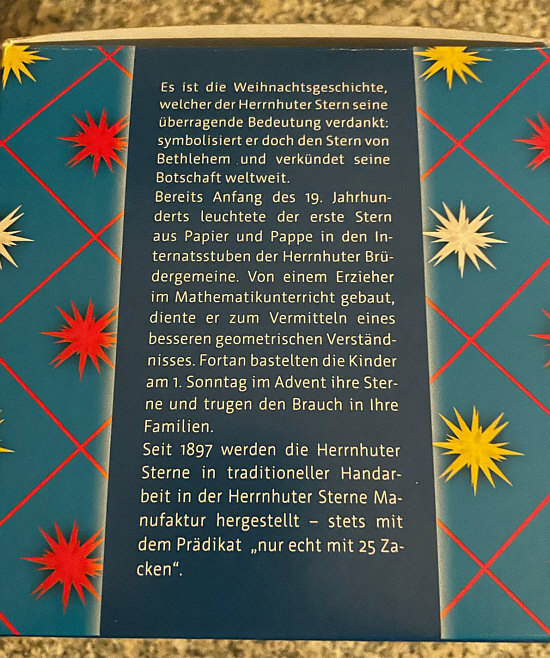 Es ist die Weihnachtsgeschichte,
welcher der Herrnhuter Stern seine
überragende Bedeutung verdankt:
symbolisiert er doch den Stern von
Bethlehem und verkündet seine
Botschaft weltweit.
Bereits Anfang des 19. Jahrhun-
derts leuchtete der erste Stern
aus Papier und Pappe in den In-
ternatsstuben der Herrnhuter Brü-
dergemeine. Von einem Erzieher
im Mathematikunterricht gebaut,
diente er zum Vermitteln eines
besseren geometrischen Verständ-
nisses. Fortan bastelten die Kinder
am 1. Sonntag im Advent ihre Ster-
ne und trugen den Brauch in Ihre
Familien.
Seit 1897 werden die Herrnhuter
Sterne in traditioneller Handar-
beit in der Herrnhuter Sterne Ma-
nufaktur hergestellt – stets mit
dem Prädikat „nur echt mit 25 Za-
cken“.